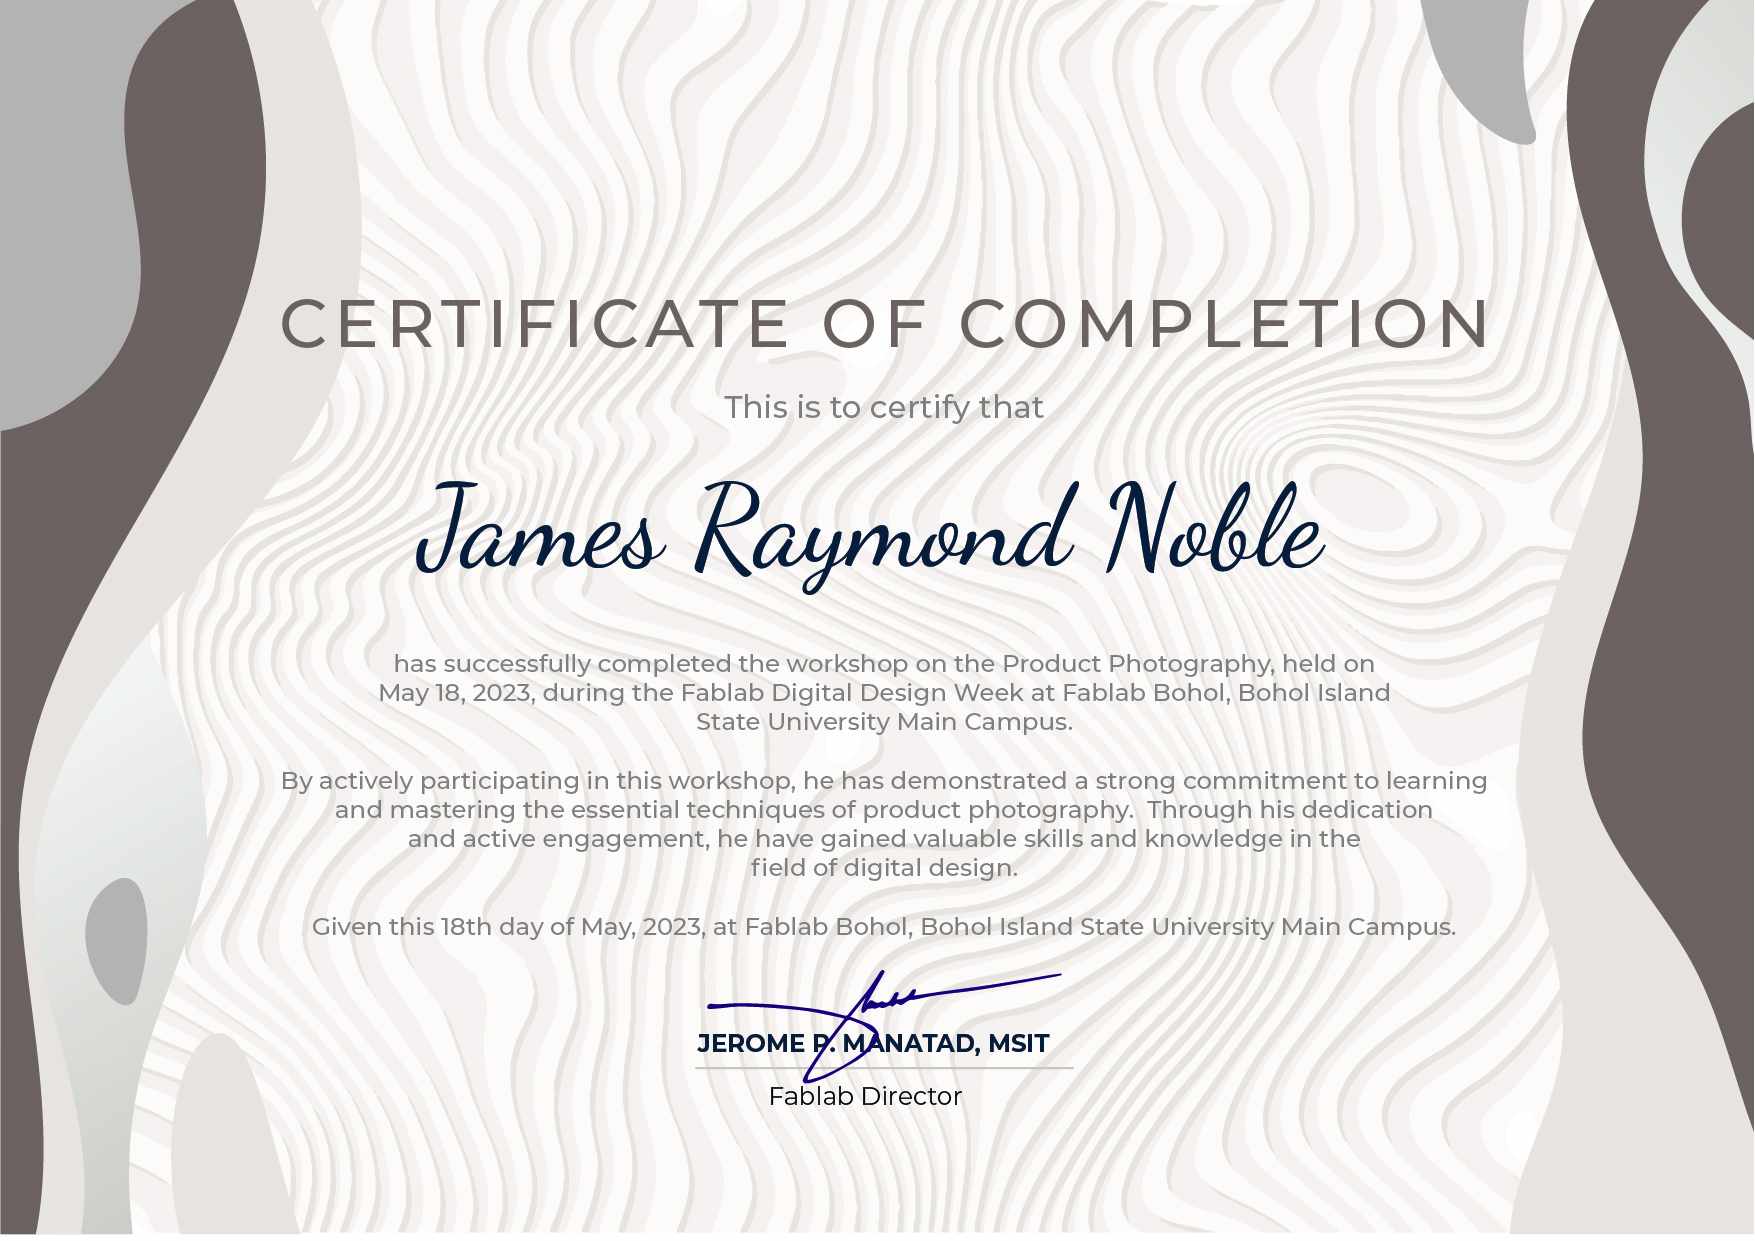 CERTIFICATE OF COMPLETION
This is to certify that
James Raymond Noble
has successfully completed the workshop on the Product Photography, held on
May 18, 2023, during the Fablab Digital Design Week at Fablab Bohol, Bohol Island
State University Main Campus.
By actively participating in this workshop, he has demonstrated a strong commitment to learning
and mastering the essential techniques of product photography.  Through his dedication
and active engagement, he have gained valuable skills and knowledge in the
field of digital design.
Given this 18th day of May, 2023, at Fablab Bohol, Bohol Island State University Main Campus.
JEROME P. MANATAD, MSIT
Fablab Director